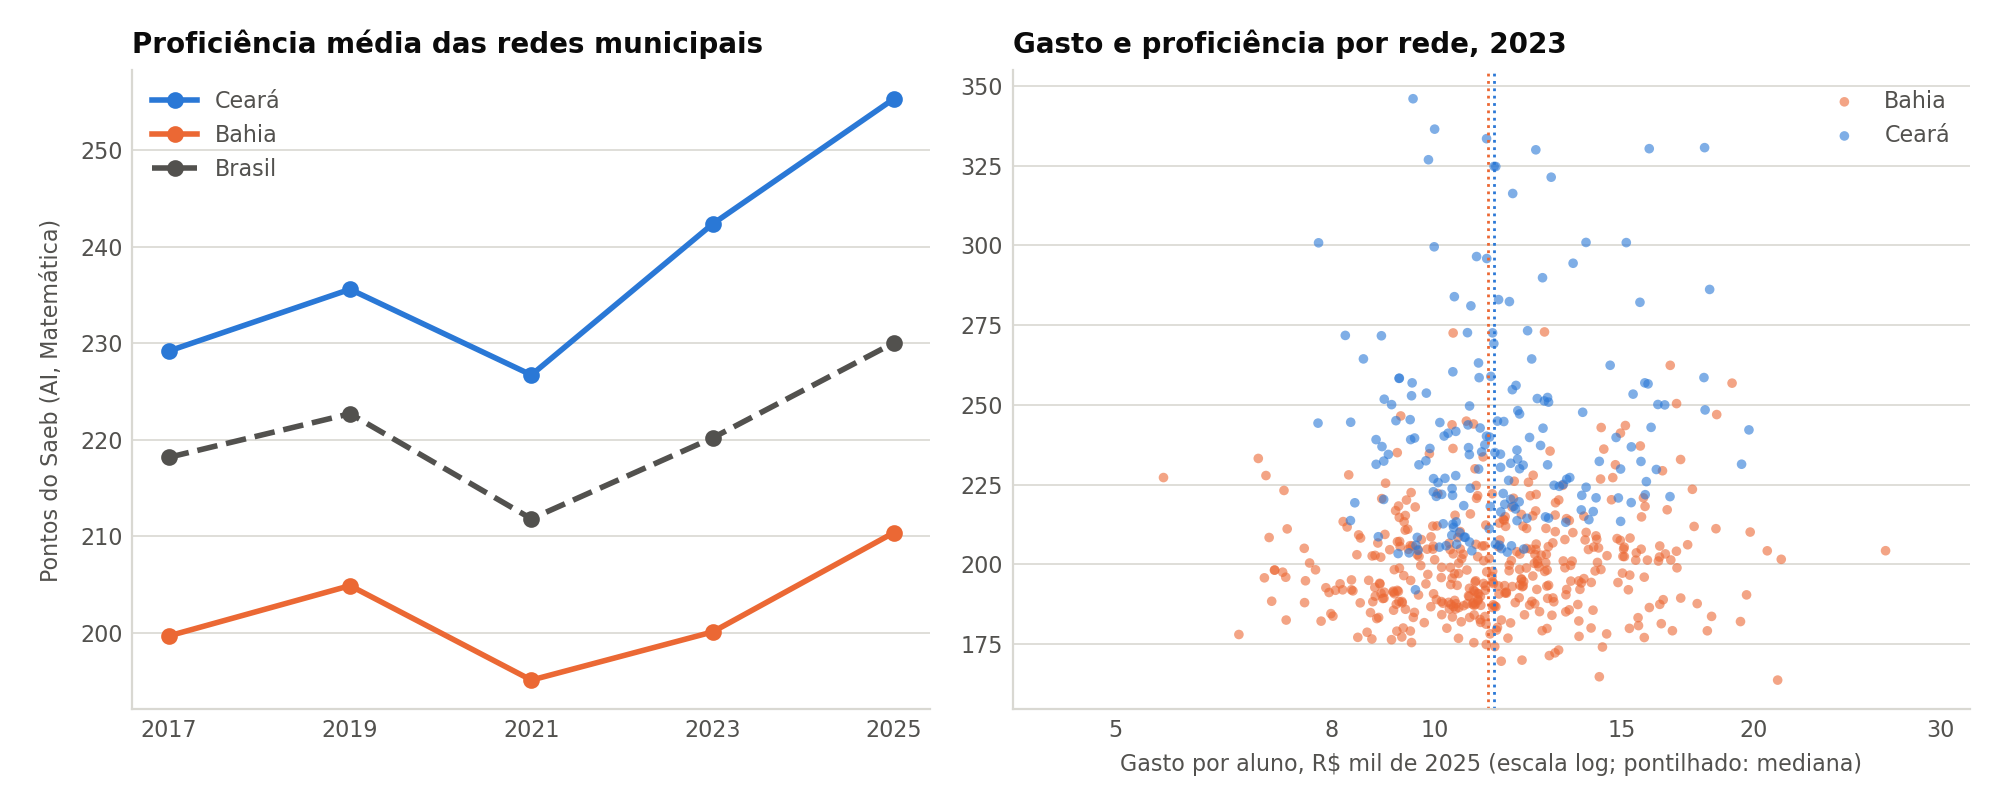 Proficiência média das redes municipais
Ceará
Bahia
Brasil
250
240
230
220
210
200
Pontos do Saeb (AI, Matemática)
2017
2019
2021
2023
2025
Gasto e proficiência por rede, 2023
Bahia
Ceará
350
325
300
275
250
225
200
175
5
8
10
15
20
30
Gasto por aluno, R$ mil de 2025 (escala log; pontilhado: mediana)